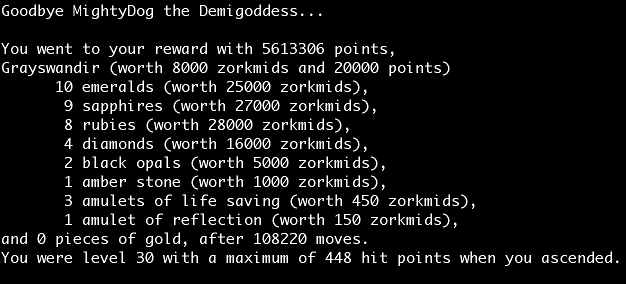 Goodbye MightyDog the Demigoddess...
You went to your reward with 5613306 points,
Grayswandir (worth 8000 zorkmids and 20000 points)
10 emeralds (worth 25000 zorkmids),
9 sapphires (worth 27000 zorkmids),
8 rubies (worth 28000 zorkmids),
4 diamonds (worth 16000 zorkmids),
2 black opals (worth 5000 zorkmids),
1 amber stone (worth 1000 zorkmids),
3 amulets of life saving (worth 450 zorkmids),
1 amulet of reflection (worth 150 zorkmids),
and 0 pieces of gold, after 108220 moves.
You were level 30 with a maximum of 448 hit points when you ascended.